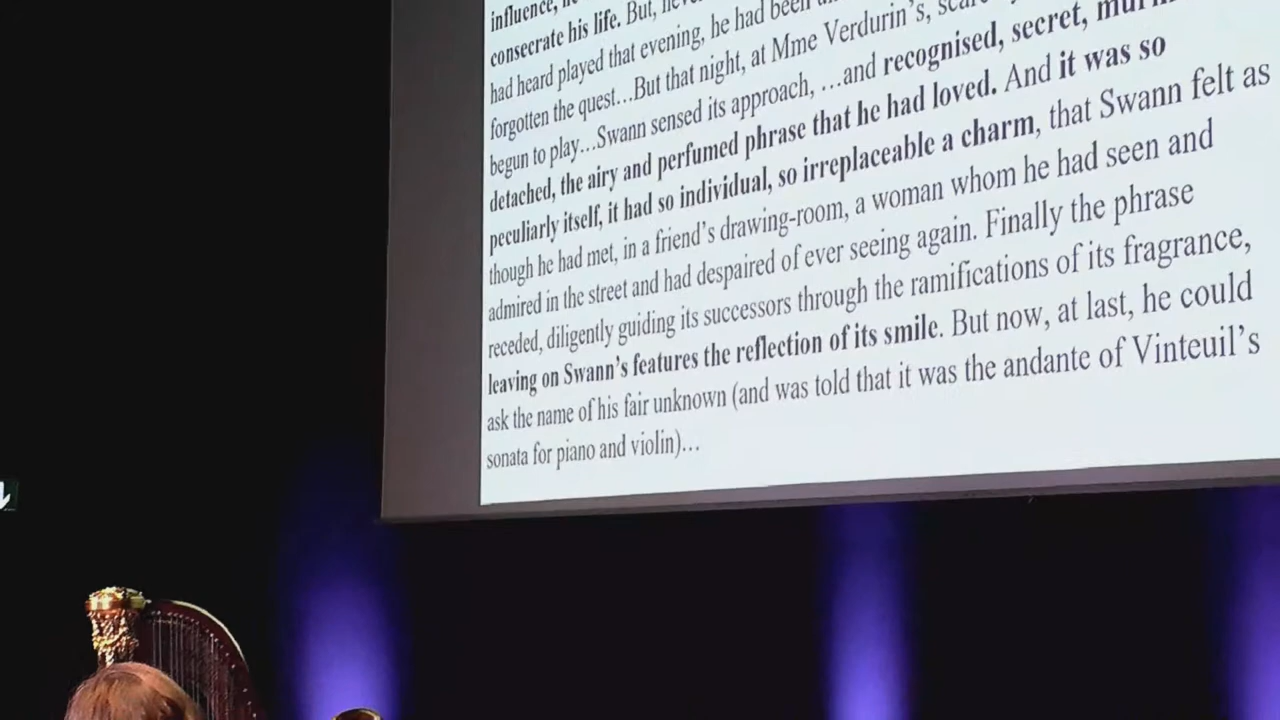 influence,
consecrate his life. But,
had heard played that evening, he had been
forgotten the quest...But that night, at Mme Verdurin's,
begun to play...Swann sensed its approach, ...and recognised, secret,
detached, the airy and perfumed phrase that he had loved. And it was so
peculiarly itself, it had so individual, so irreplaceable a charm, that Swann felt as
though he had met, in a friend's drawing-room, a woman whom he had seen and
admired in the street and had despaired of ever seeing again. Finally the phrase
receded, diligently guiding its successors through the ramifications of its fragrance,
leaving on Swann's features the reflection of its smile. But now, at last, he could
ask the name of his fair unknown (and was told that it was the andante of Vinteuil's
sonata for piano and violin)...